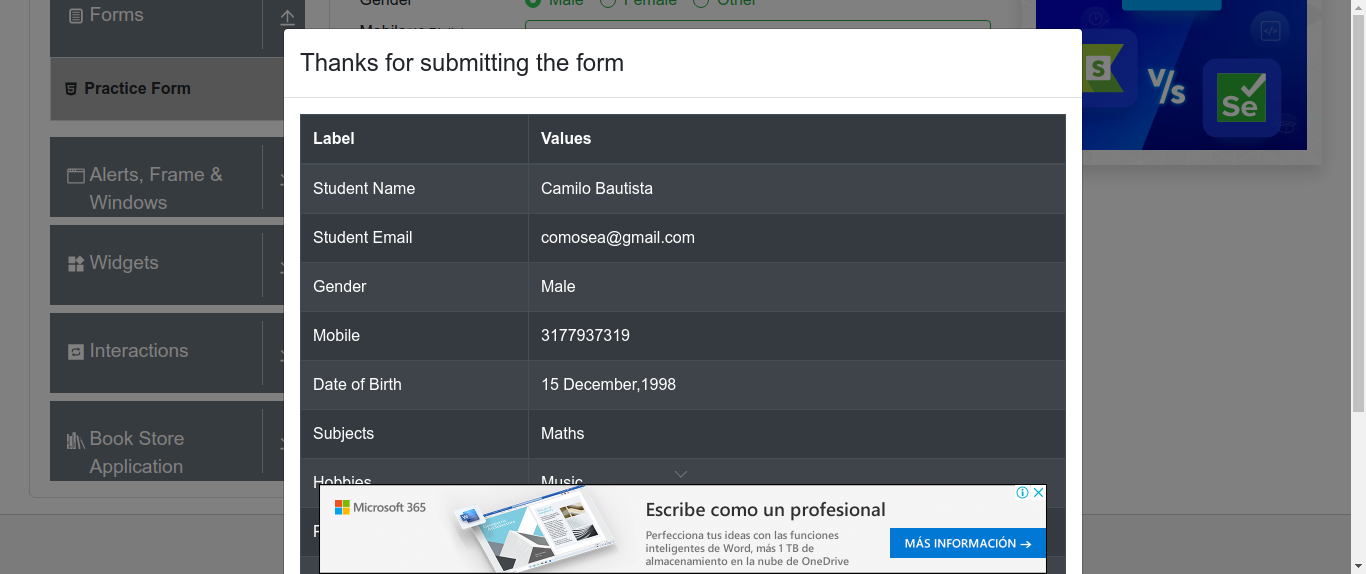 Forms
Gender
Male
Female
Other
Practice Form
Thanks for submitting the form
Label Values
Student Name Camilo Bautista
Student Email comosea@gmail.com
Gender Male
Mobile 3177937319
Date of Birth 15 December,1998
Subjects Maths
Hobbies Music
Alerts, Frame &
Windows
Widgets
Interactions
Book Store
Application
S
V/s
Se
Microsoft 365
Escribe como un profesional
Perfecciona tus ideas con las funciones
inteligentes de Word, más 1 TB de
almacenamiento en la nube de OneDrive
MÁS INFORMACIÓN →